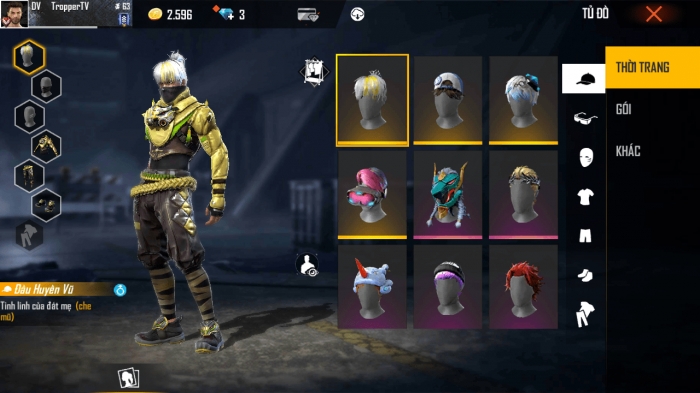 DV TropperTV #63
2.596
3
TỦ ĐỒ
THỜI TRANG
GÓI
KHÁC
Đầu Huyên Vũ
Tinh linh của đất mẹ (che
mũ)